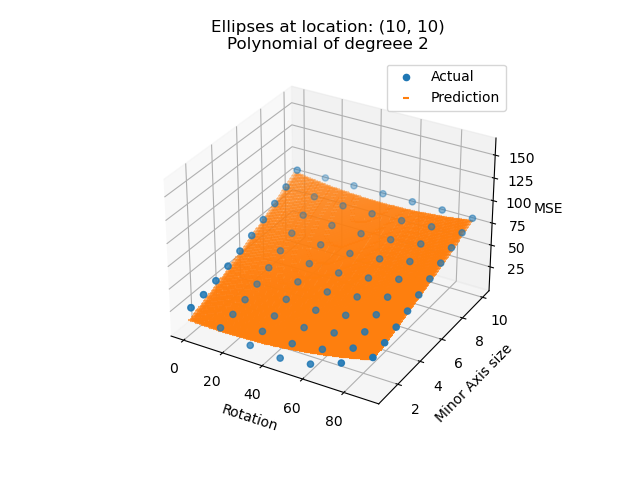 Ellipses at location: (10, 10)
Polynomial of degreee 2
Actual
Prediction
150
125
100
75
50
25
MSE
10
8
6
4
2
Minor Axis size
0
20
40
60
80
Rotation